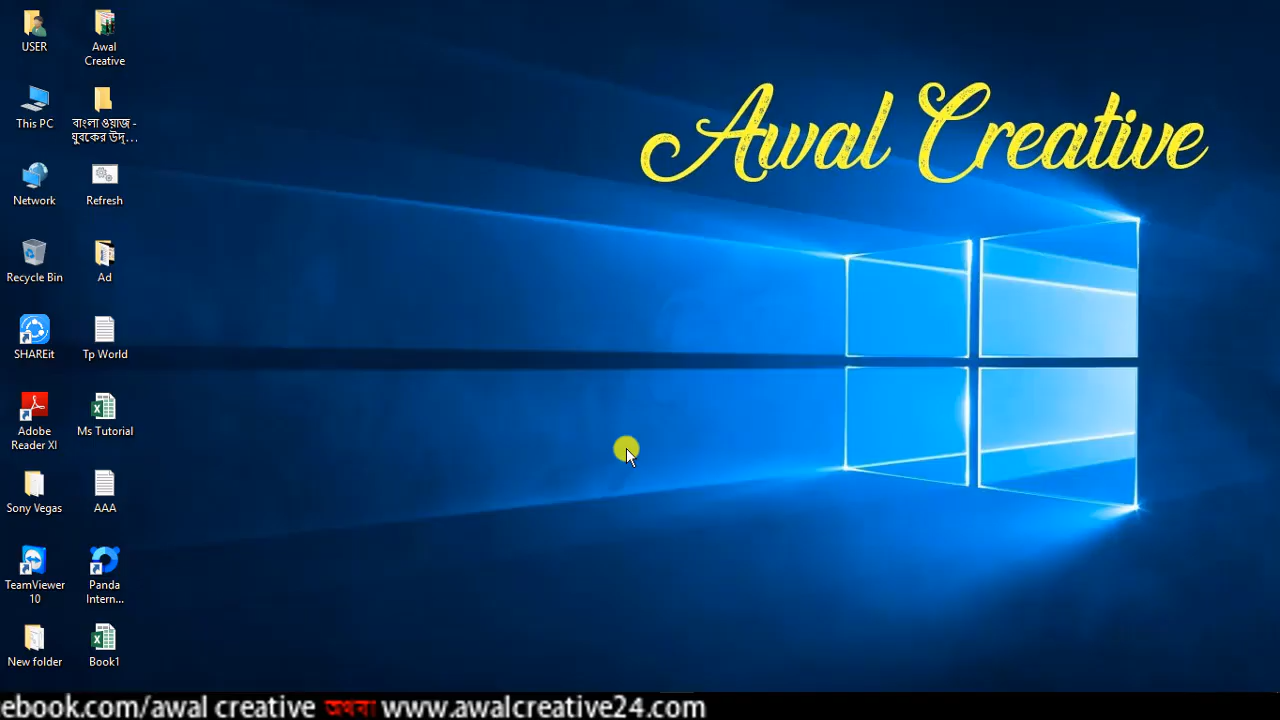 USER
Awal
Creative
This PC
বাংলা ওয়াজ -
যুবকের উদ্...
Network
Refresh
Recycle Bin
Ad
SHAREit
Tp World
Adobe
Reader XI
Ms Tutorial
Sony Vegas
AAA
TeamViewer
10
Panda
Intern...
New folder
Book1
Awal Creative
ebook.com/awal creative অথবা www.awalcreative24.com